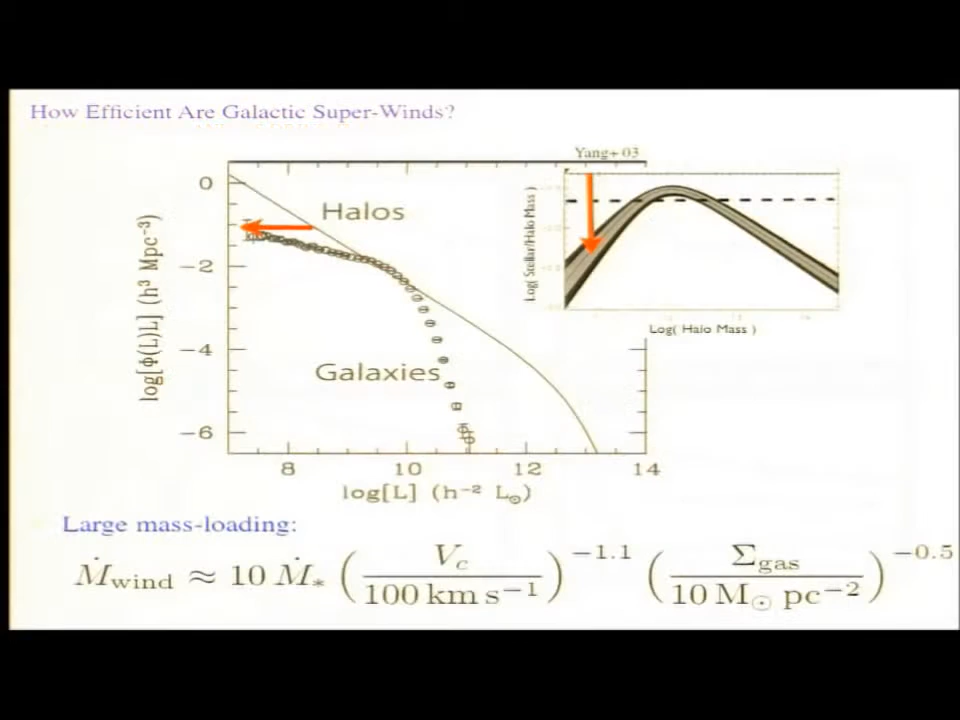 How Efficient Are Galactic Super-Winds?
Yang+ 03
0
−2
−4
−6
log[Φ(L)L] (h³ Mpc⁻³)
Halos
Galaxies
8 10 12 14
log[L] (h⁻² L⊙)
Log( Stellar/Halo Mass)
Log( Halo Mass )
Large mass-loading:
Ṁwind ≈ 10 Ṁ* (Vc / 100 km s⁻¹)^−1.1 (Σgas / 10 M⊙ pc⁻²)^−0.5